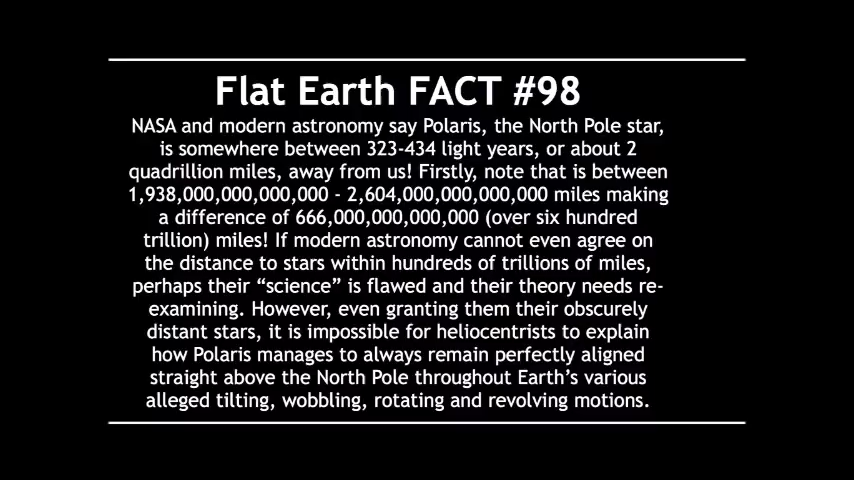 Flat Earth FACT #98
NASA and modern astronomy say Polaris, the North Pole star,
is somewhere between 323-434 light years, or about 2
quadrillion miles, away from us! Firstly, note that is between
1,938,000,000,000,000 - 2,604,000,000,000,000 miles making
a difference of 666,000,000,000,000 (over six hundred
trillion) miles! If modern astronomy cannot even agree on
the distance to stars within hundreds of trillions of miles,
perhaps their “science” is flawed and their theory needs re-
examining. However, even granting them their obscurely
distant stars, it is impossible for heliocentrists to explain
how Polaris manages to always remain perfectly aligned
straight above the North Pole throughout Earth’s various
alleged tilting, wobbling, rotating and revolving motions.